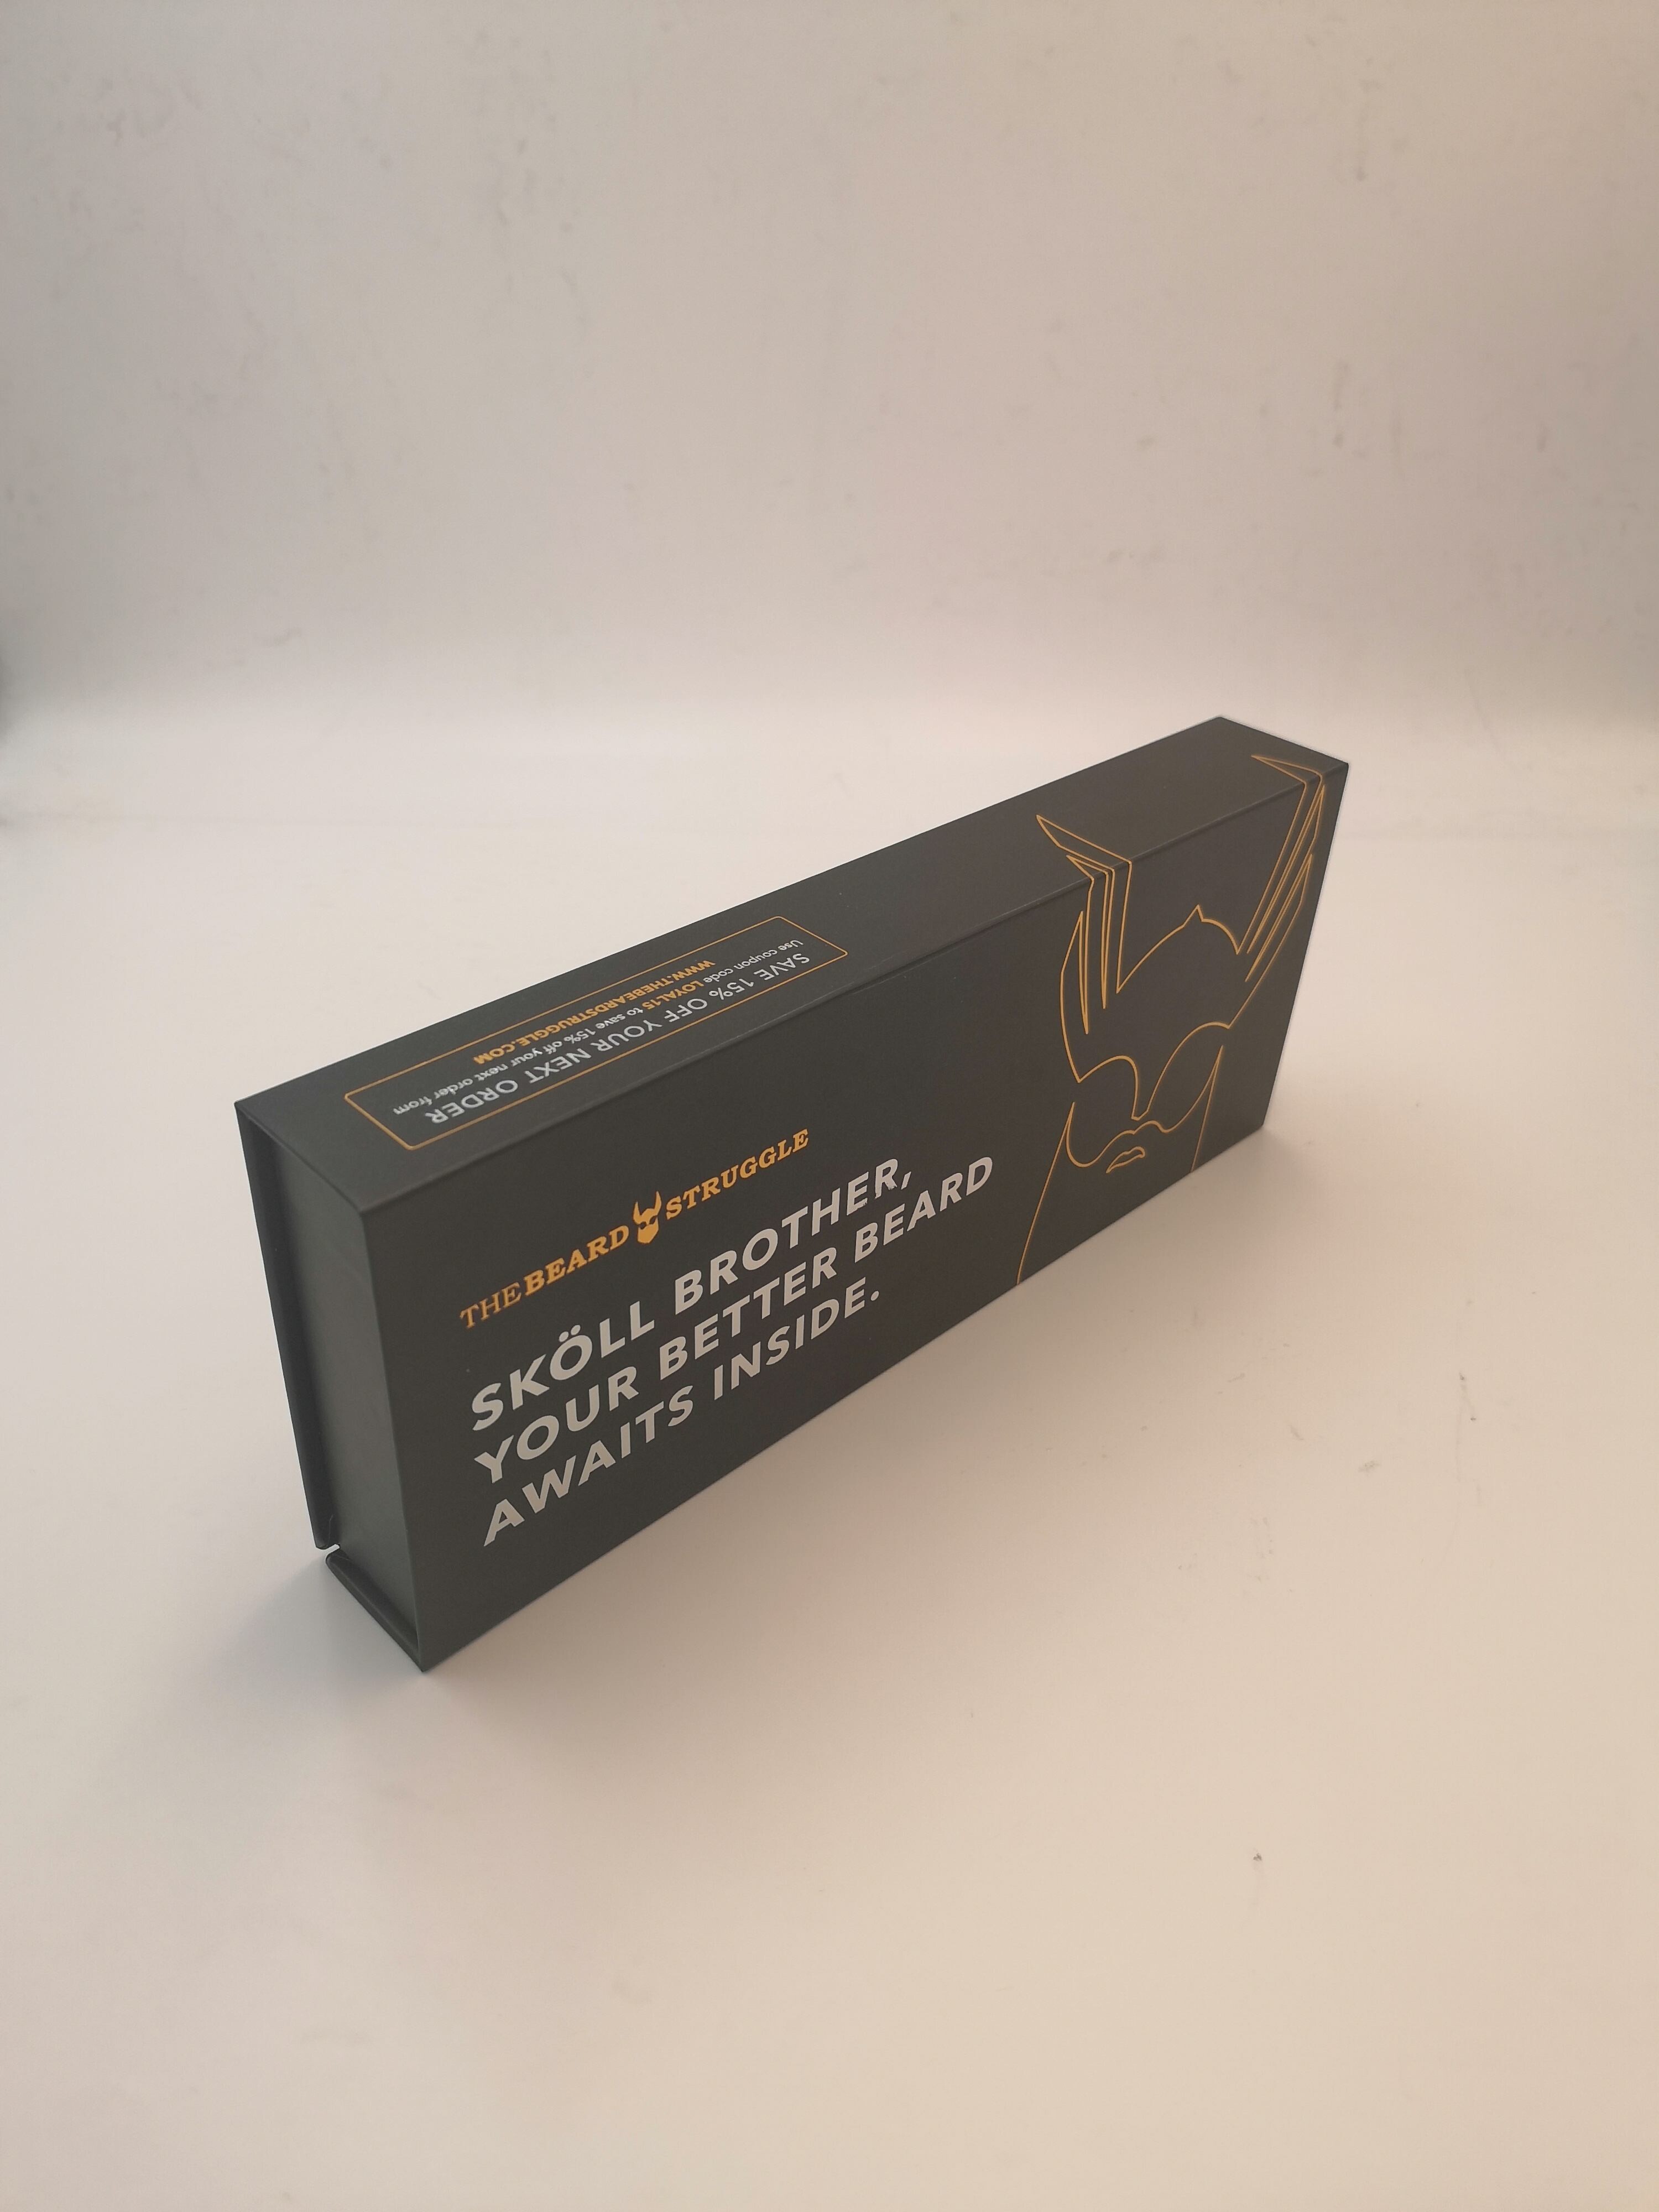 SAVE 15% OFF YOUR NEXT ORDER
Use coupon code LOYAL15 to save 15% off your next order from
WWW.THEBEARDSTRUGGLE.COM
THE BEARD STRUGGLE
SKÖLL BROTHER,
YOUR BETTER BEARD
AWAITS INSIDE.